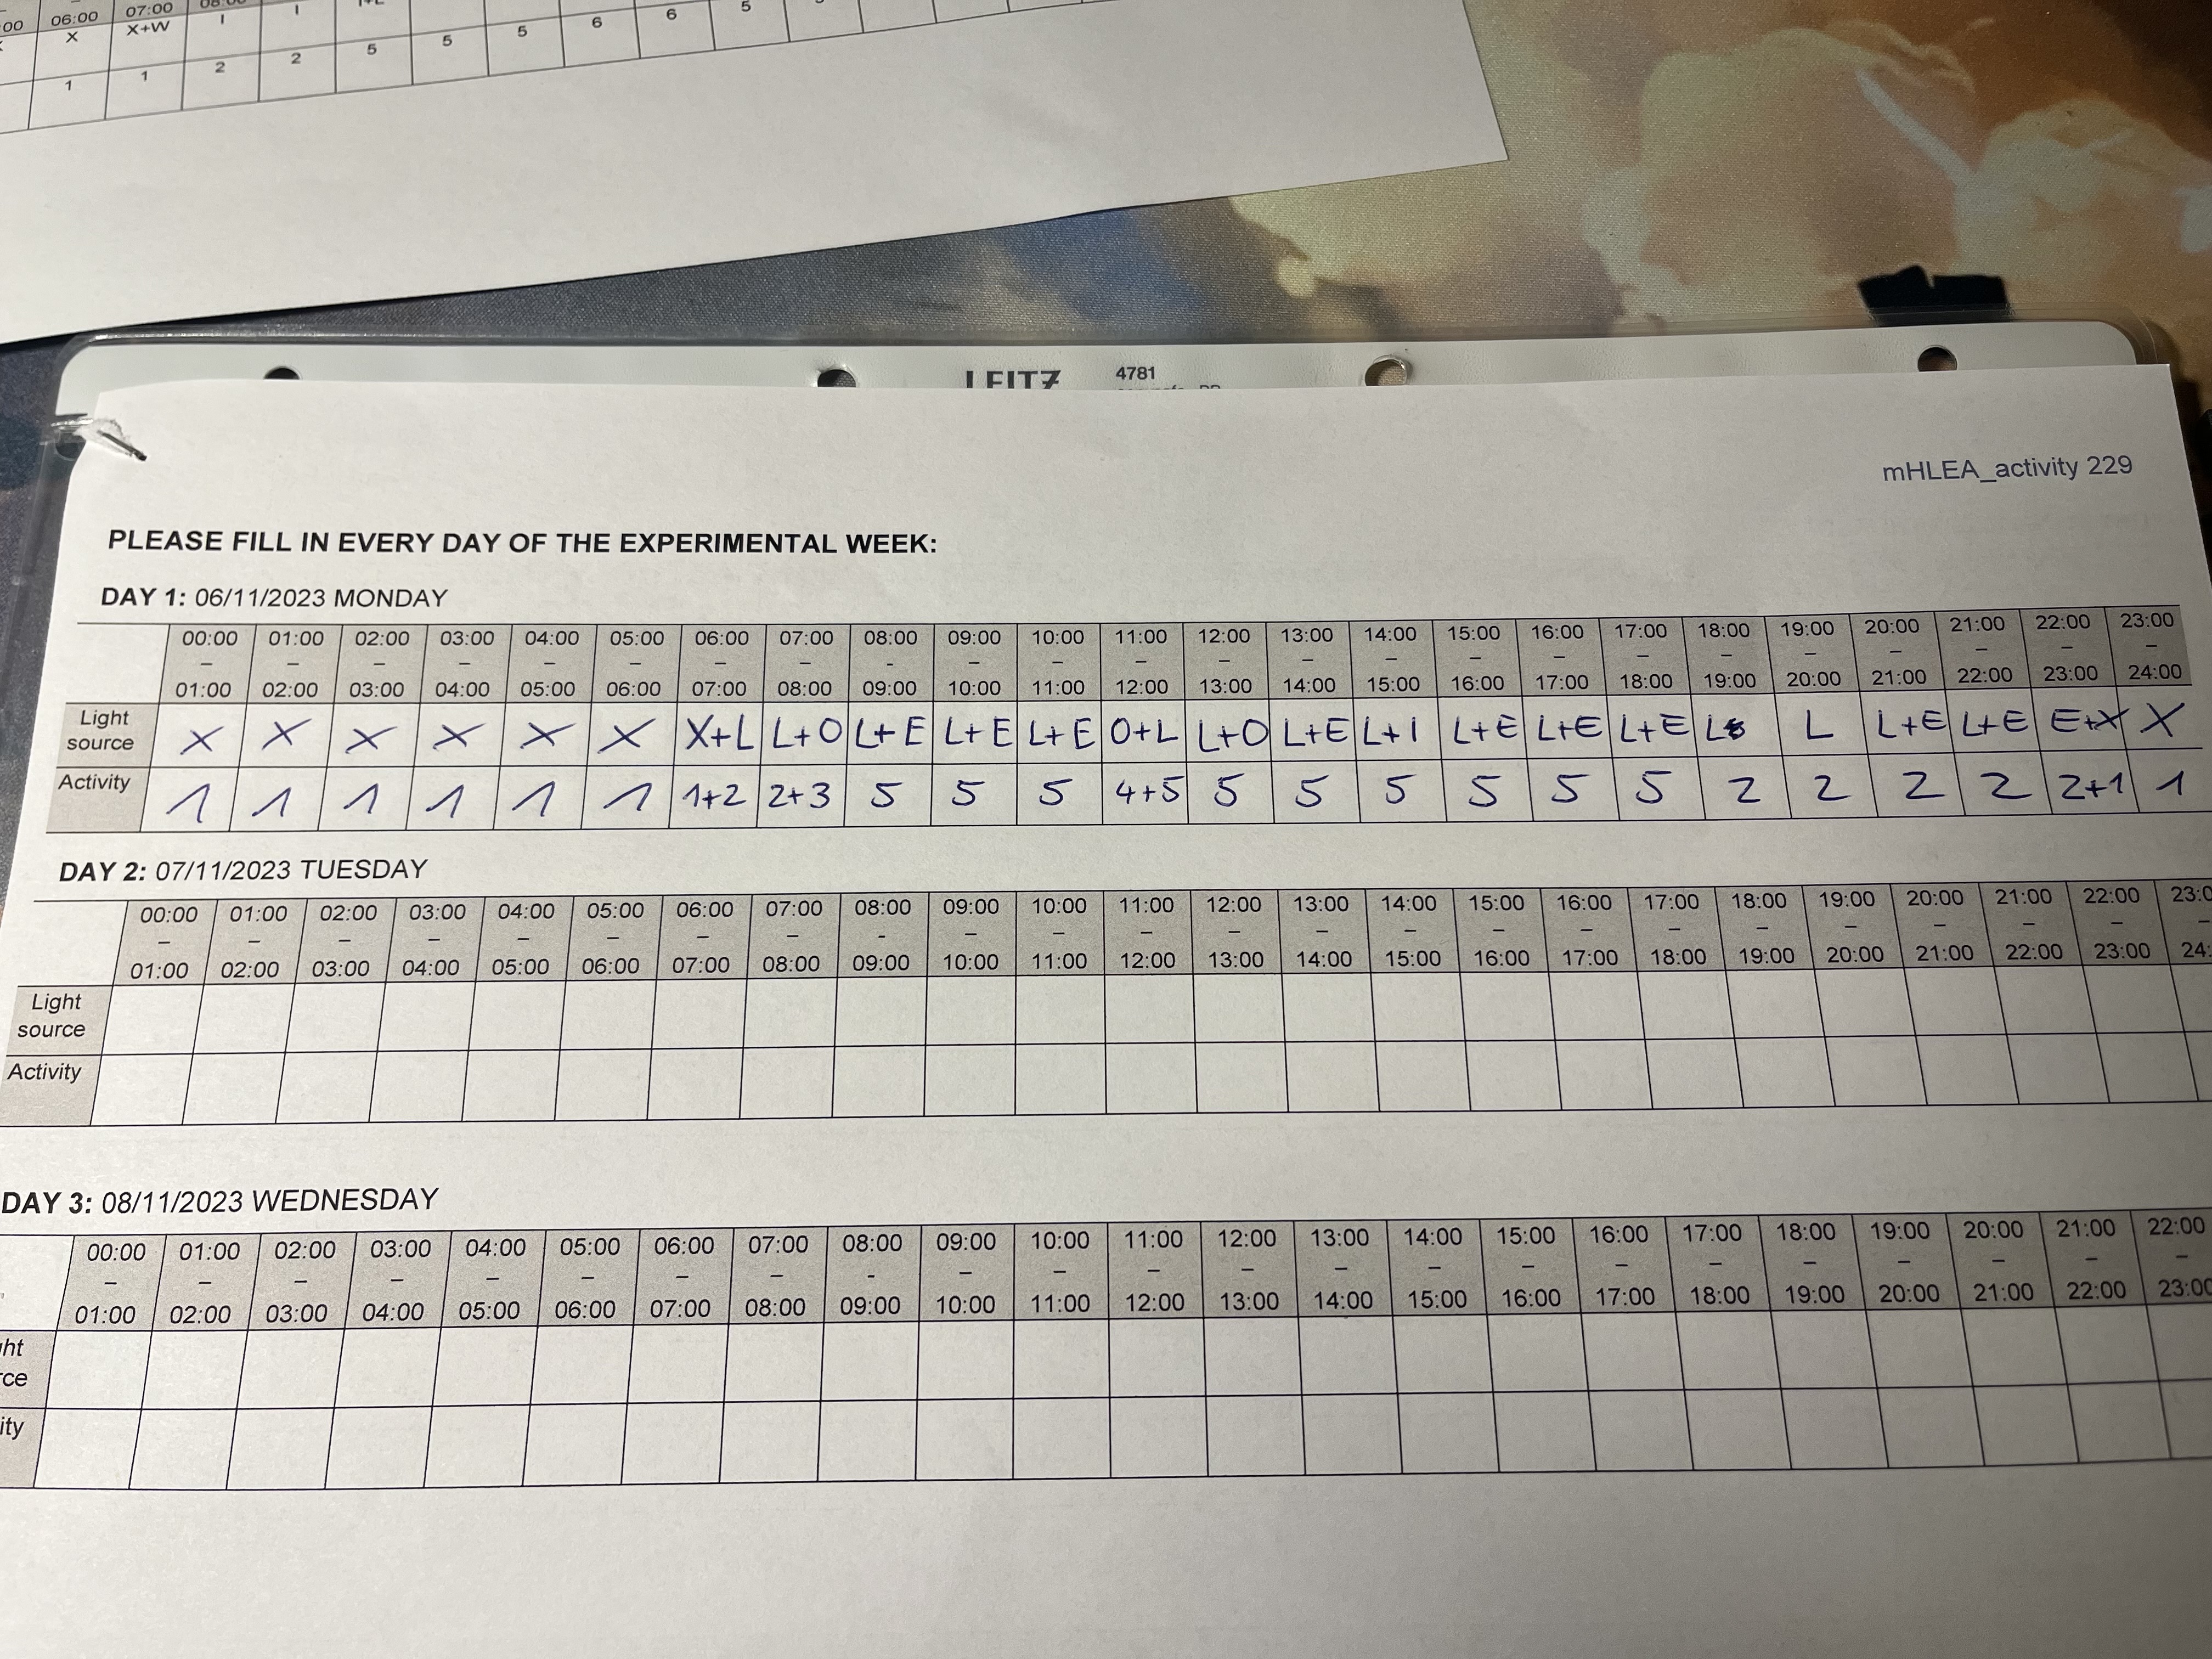 06:00 07:00
X X+W I I
1 1 2 2 5 5 5 6 6 5
LEITZ 4781
mHLEA_activity 229
PLEASE FILL IN EVERY DAY OF THE EXPERIMENTAL WEEK:
DAY 1: 06/11/2023 MONDAY
00:00 01:00 02:00 03:00 04:00 05:00 06:00 07:00 08:00 09:00 10:00 11:00 12:00 13:00 14:00 15:00 16:00 17:00 18:00 19:00 20:00 21:00 22:00 23:00
– – – – – – – – - – – – – – – – – – – – – – – –
01:00 02:00 03:00 04:00 05:00 06:00 07:00 08:00 09:00 10:00 11:00 12:00 13:00 14:00 15:00 16:00 17:00 18:00 19:00 20:00 21:00 22:00 23:00 24:00
Light source X X X X X X X+L L+O L+E L+E L+E O+L L+O L+E L+I L+E L+E L+E L L L+E L+E E+X X
Activity 1 1 1 1 1 1 1+2 2+3 5 5 5 4+5 5 5 5 5 5 5 2 2 2 2 2+1 1
DAY 2: 07/11/2023 TUESDAY
00:00 01:00 02:00 03:00 04:00 05:00 06:00 07:00 08:00 09:00 10:00 11:00 12:00 13:00 14:00 15:00 16:00 17:00 18:00 19:00 20:00 21:00 22:00
– – – – – – – – - – – – – – – – – – – – – – – –
01:00 02:00 03:00 04:00 05:00 06:00 07:00 08:00 09:00 10:00 11:00 12:00 13:00 14:00 15:00 16:00 17:00 18:00 19:00 20:00 21:00 22:00 23:00
Light
source
Activity
DAY 3: 08/11/2023 WEDNESDAY
00:00 01:00 02:00 03:00 04:00 05:00 06:00 07:00 08:00 09:00 10:00 11:00 12:00 13:00 14:00 15:00 16:00 17:00 18:00 19:00 20:00 21:00 22:00
– – – – – – – – - – – – – – – – – – – – – – –
01:00 02:00 03:00 04:00 05:00 06:00 07:00 08:00 09:00 10:00 11:00 12:00 13:00 14:00 15:00 16:00 17:00 18:00 19:00 20:00 21:00 22:00 23:00